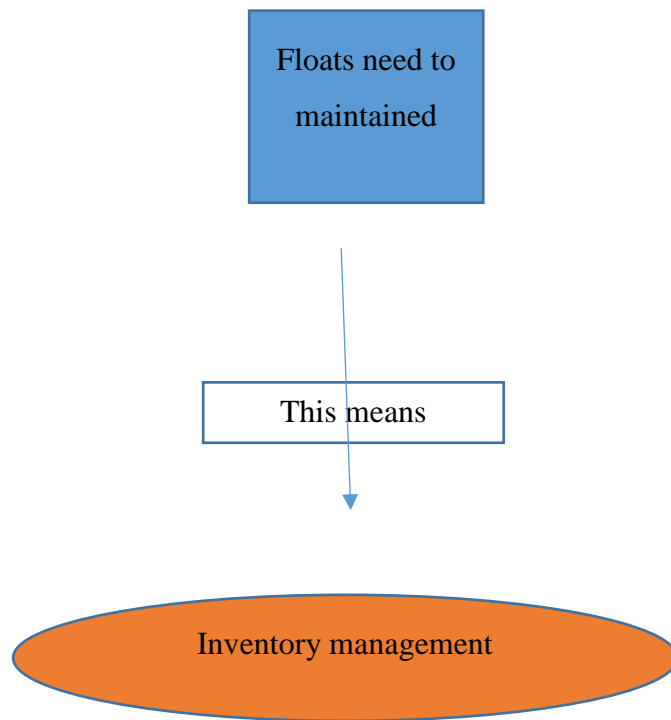 Floats need to
maintained
This means
Inventory management